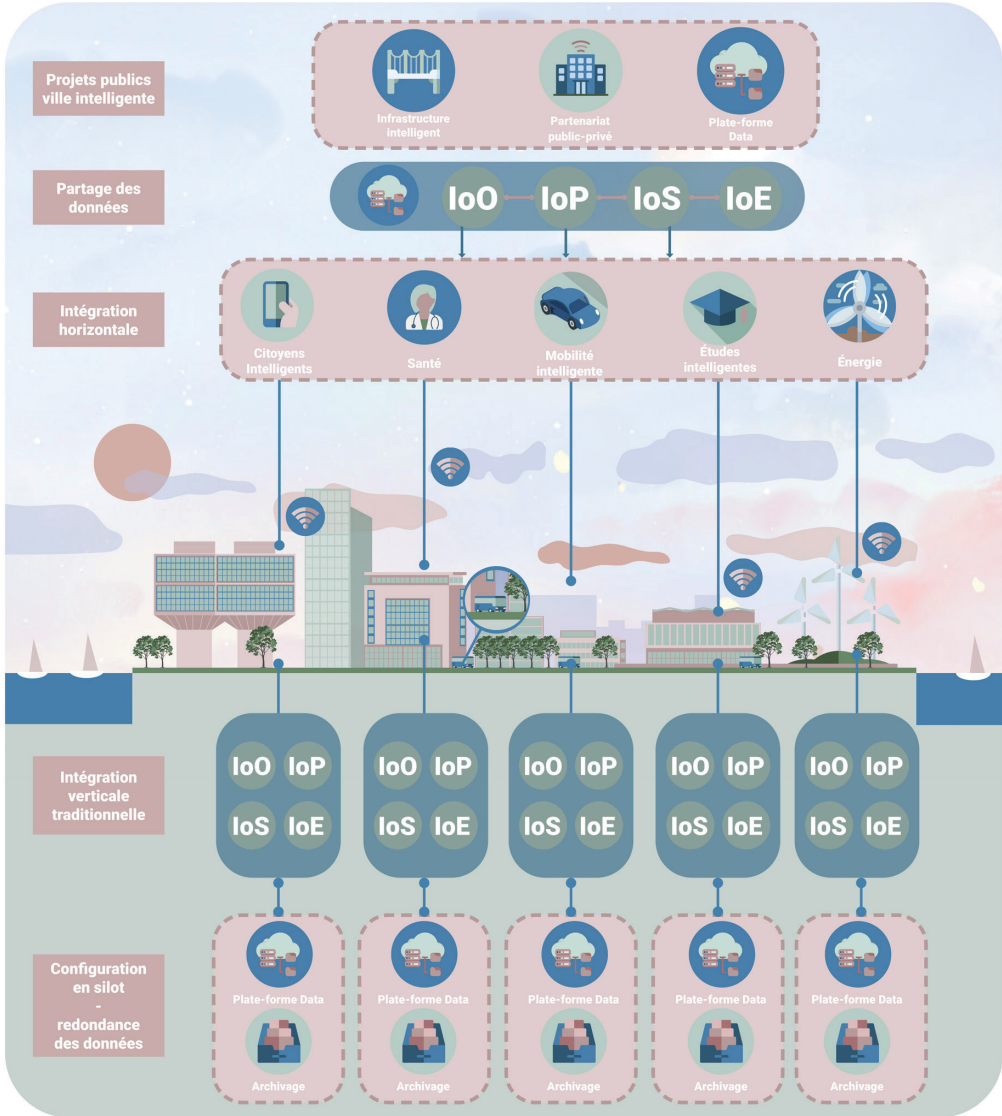 Projets publics
ville intelligente
Infrastructure
intelligent
Partenariat
public-privé
Plate-forme
Data
Partage des
données
IoO IoP IoS IoE
Intégration
horizontale
Citoyens
Intelligents
Santé
Mobilité
intelligente
Études
intelligentes
Énergie
Intégration
verticale
traditionnelle
IoO IoP
IoS IoE
IoO IoP
IoS IoE
IoO IoP
IoS IoE
IoO IoP
IoS IoE
IoO IoP
IoS IoE
Configuration
en silot
-
redondance
des données
Plate-forme Data
Archivage
Plate-forme Data
Archivage
Plate-forme Data
Archivage
Plate-forme Data
Archivage
Plate-forme Data
Archivage